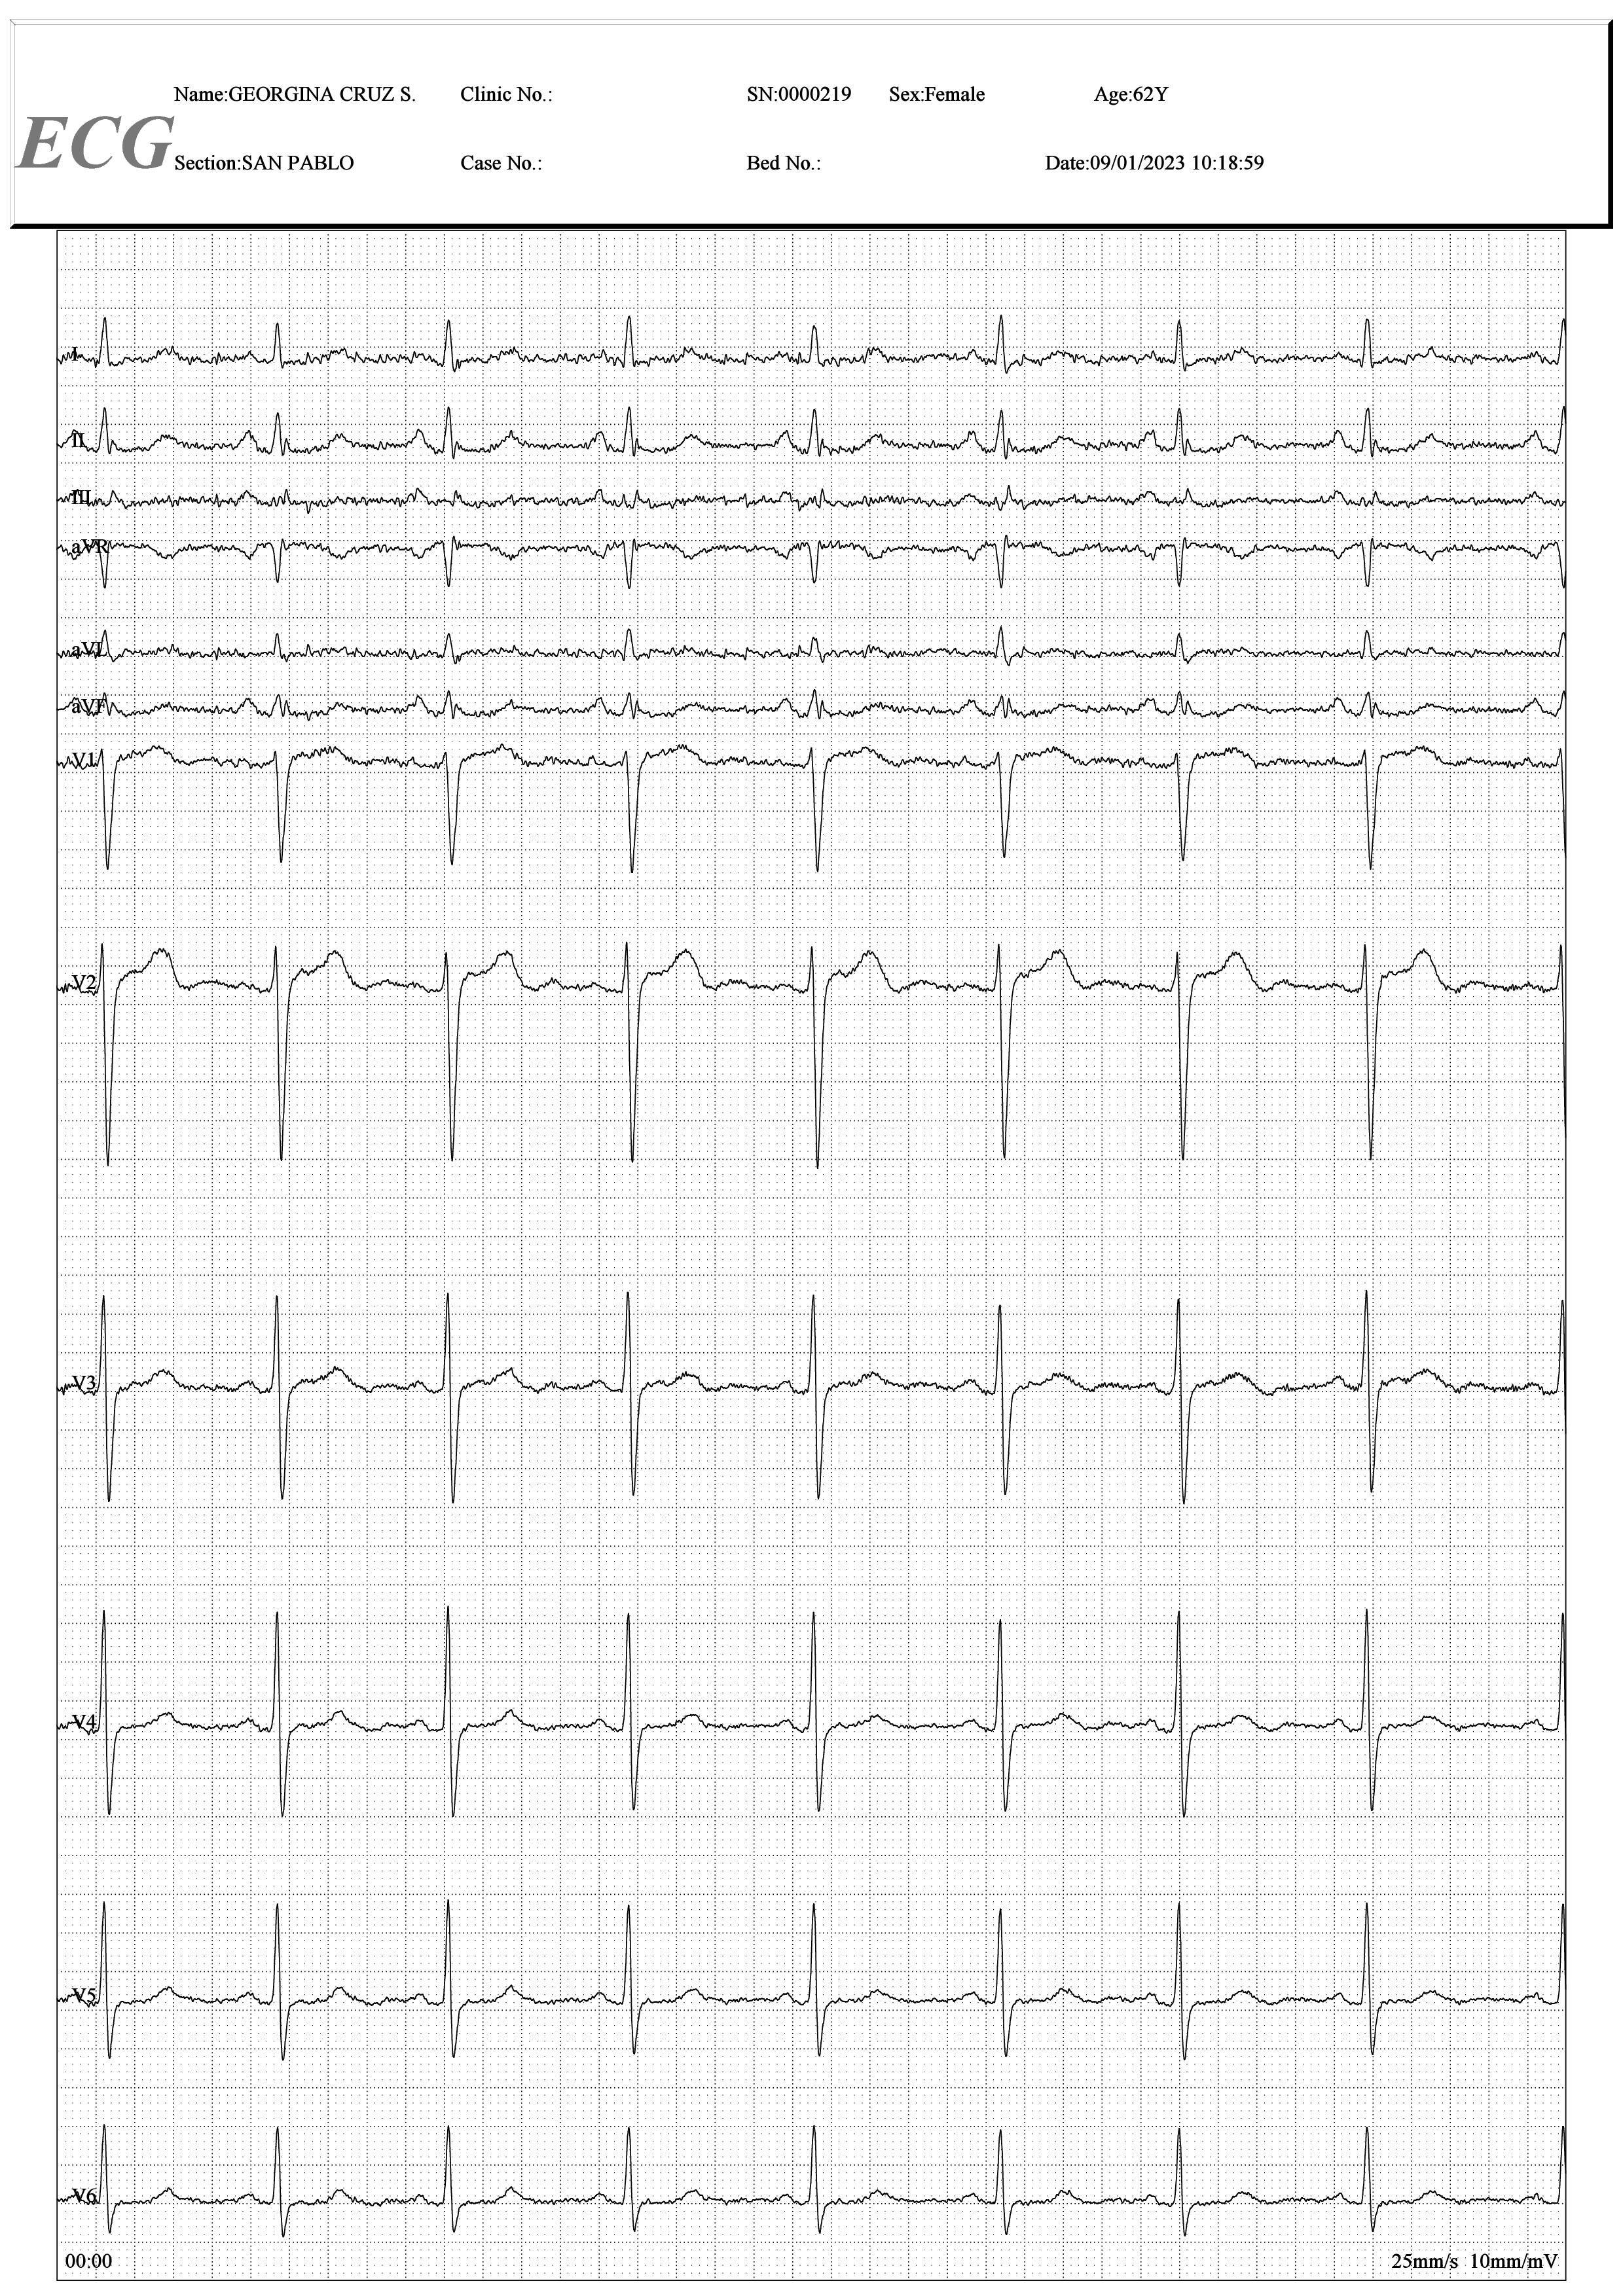 Name:GEORGINA CRUZ S. Clinic No.: SN:0000219 Sex:Female Age:62Y
ECG
Section:SAN PABLO Case No.: Bed No.: Date:09/01/2023 10:18:59
I
II
III
aVR
aVL
aVF
V1
V2
V3
V4
V5
V6
00:00 25mm/s 10mm/mV